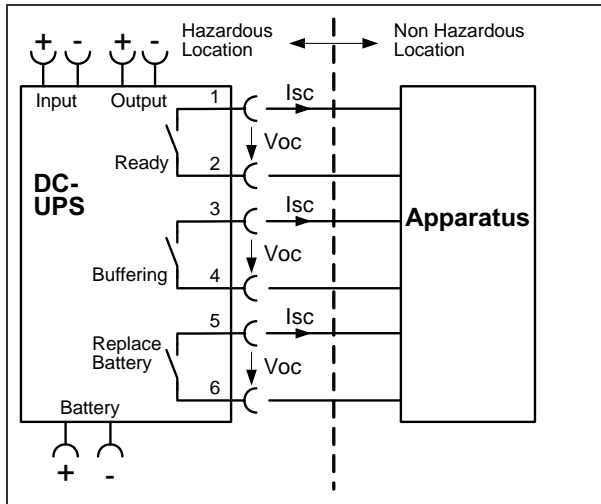 Hazardous
Location
Non Hazardous
Location
+ - + -
Input Output
1 Isc
Ready
Voc
2
DC-
UPS
3 Isc
Apparatus
Buffering
Voc
4
5 Isc
Replace
Battery
Voc
6
Battery
+ -